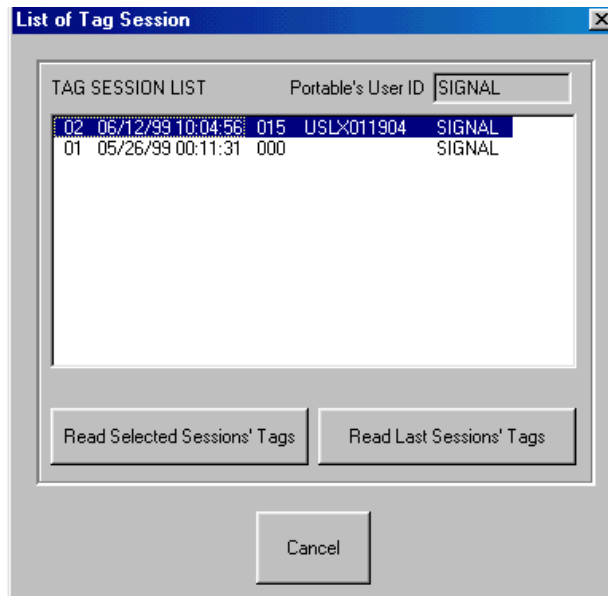 List of Tag Session
TAG SESSION LIST Portable's User ID SIGNAL
02 06/12/99 10:04:56 015 USLX011904 SIGNAL
01 05/26/99 00:11:31 000 SIGNAL
Read Selected Sessions' Tags Read Last Sessions' Tags
Cancel